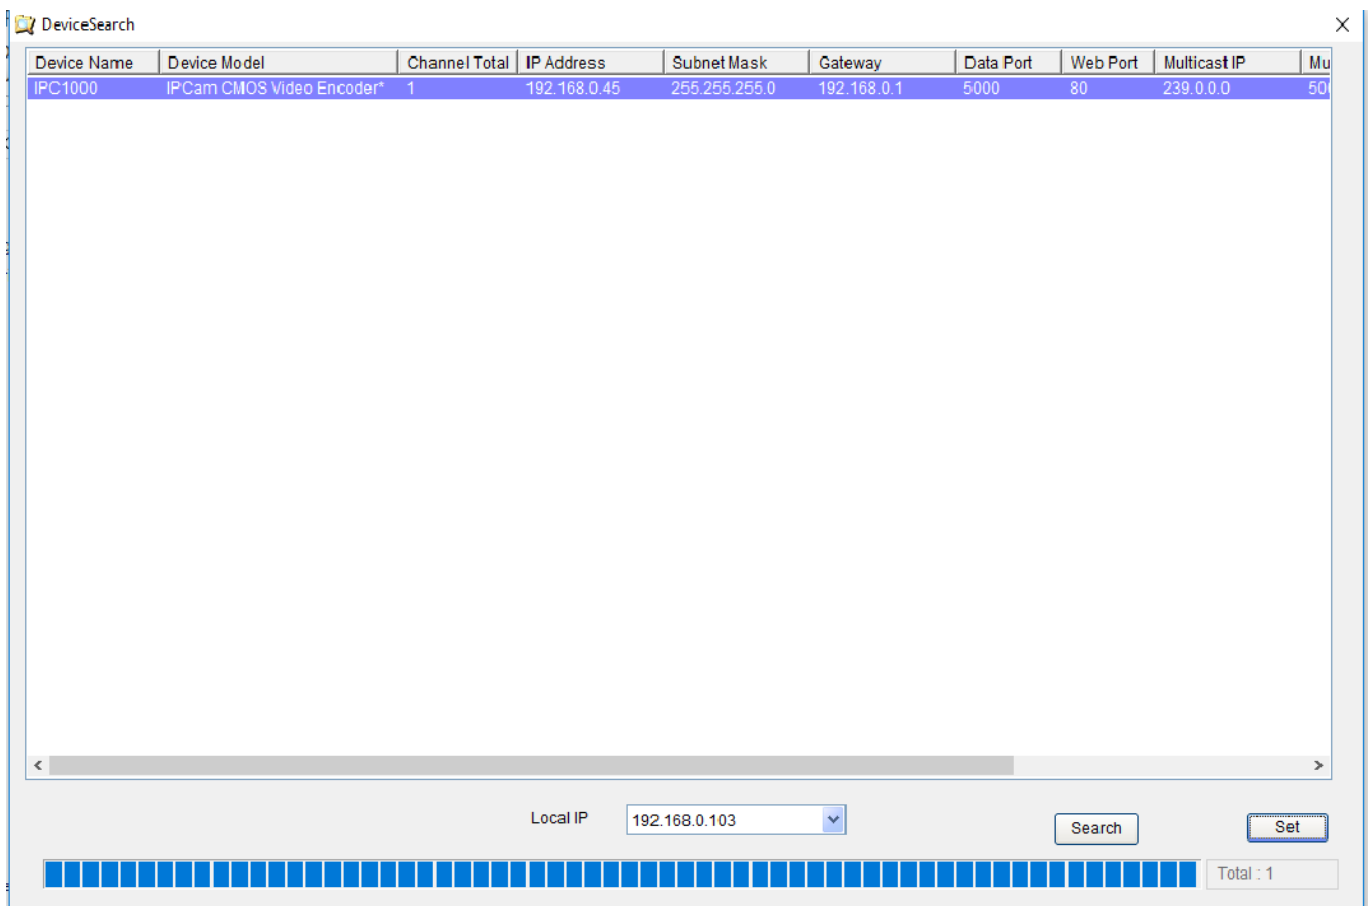 DeviceSearch
Device Name Device Model Channel Total IP Address Subnet Mask Gateway Data Port Web Port Multicast IP Mu
IPC1000 IPCam CMOS Video Encoder* 1 192.168.0.45 255.255.255.0 192.168.0.1 5000 80 239.0.0.0 500
Local IP 192.168.0.103 Search Set
Total : 1